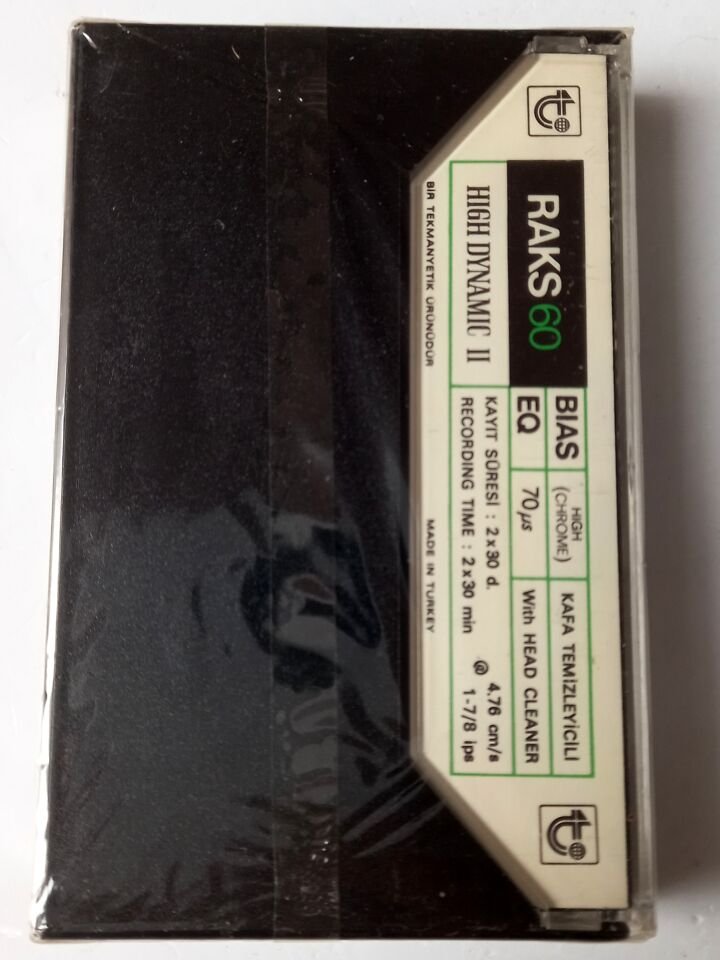 RAKS 60
HIGH DYNAMIC II
BIAS
HIGH
(CHROME)
KAFA TEMİZLEYİCİLİ
EQ
70 µs
With HEAD CLEANER
KAYIT SÜRESİ : 2 x 30 d.
RECORDING TIME : 2 x 30 min
@
4.76 cm/s
1-7/8 ips
BİR TEKMANYETİK ÜRÜNÜDÜR
MADE IN TURKEY